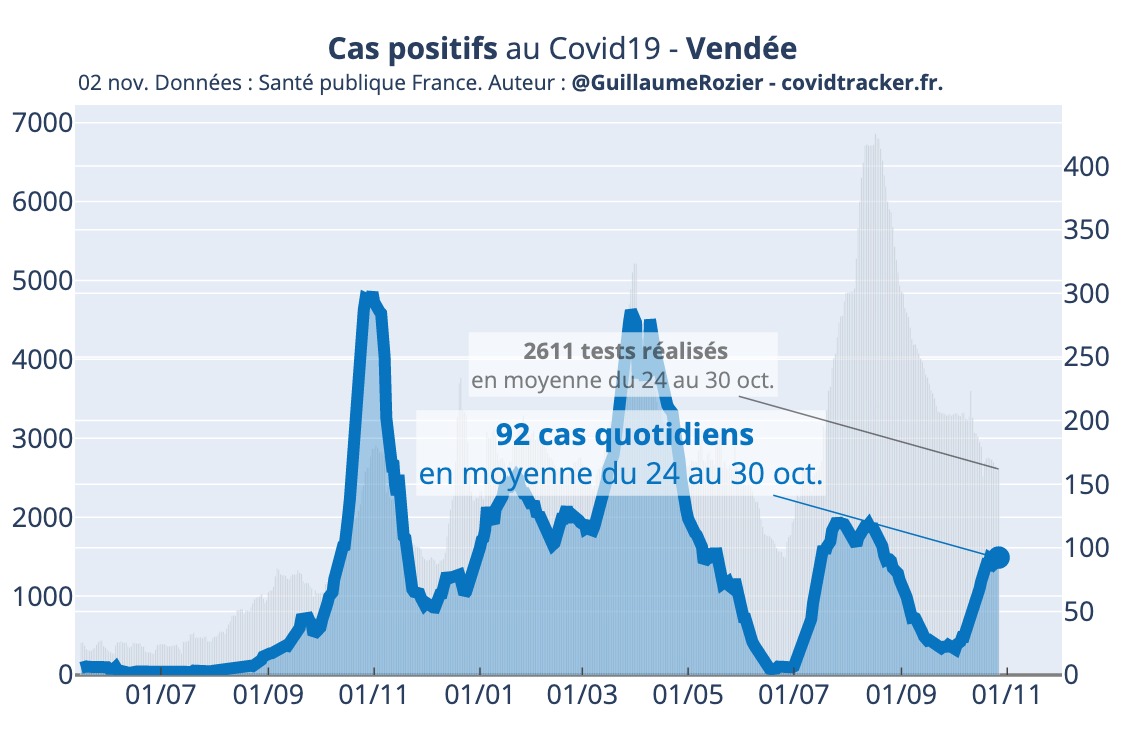 Cas positifs au Covid19 - Vendée
02 nov. Données : Santé publique France. Auteur : @GuillaumeRozier - covidtracker.fr.
7000
6000
5000
4000
3000
2000
1000
0
400
350
300
250
200
150
100
50
0
2611 tests réalisés
en moyenne du 24 au 30 oct.
92 cas quotidiens
en moyenne du 24 au 30 oct.
01/07 01/09 01/11 01/01 01/03 01/05 01/07 01/09 01/11